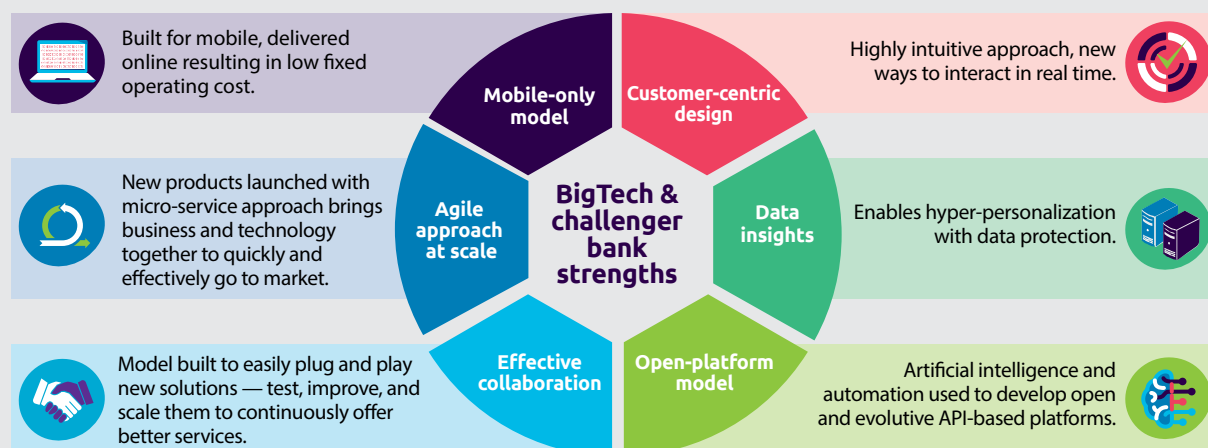 Built for mobile, delivered
online resulting in low fixed
operating cost.
Mobile-only
model
Customer-centric
design
Highly intuitive approach, new
ways to interact in real time.
New products launched with
micro-service approach brings
business and technology
together to quickly and
effectively go to market.
Agile
approach
at scale
BigTech &
challenger
bank
strengths
Data
insights
Enables hyper-personalization
with data protection.
Model built to easily plug and play
new solutions — test, improve, and
scale them to continuously offer
better services.
Effective
collaboration
Open-platform
model
Artificial intelligence and
automation used to develop open
and evolutive API-based platforms.